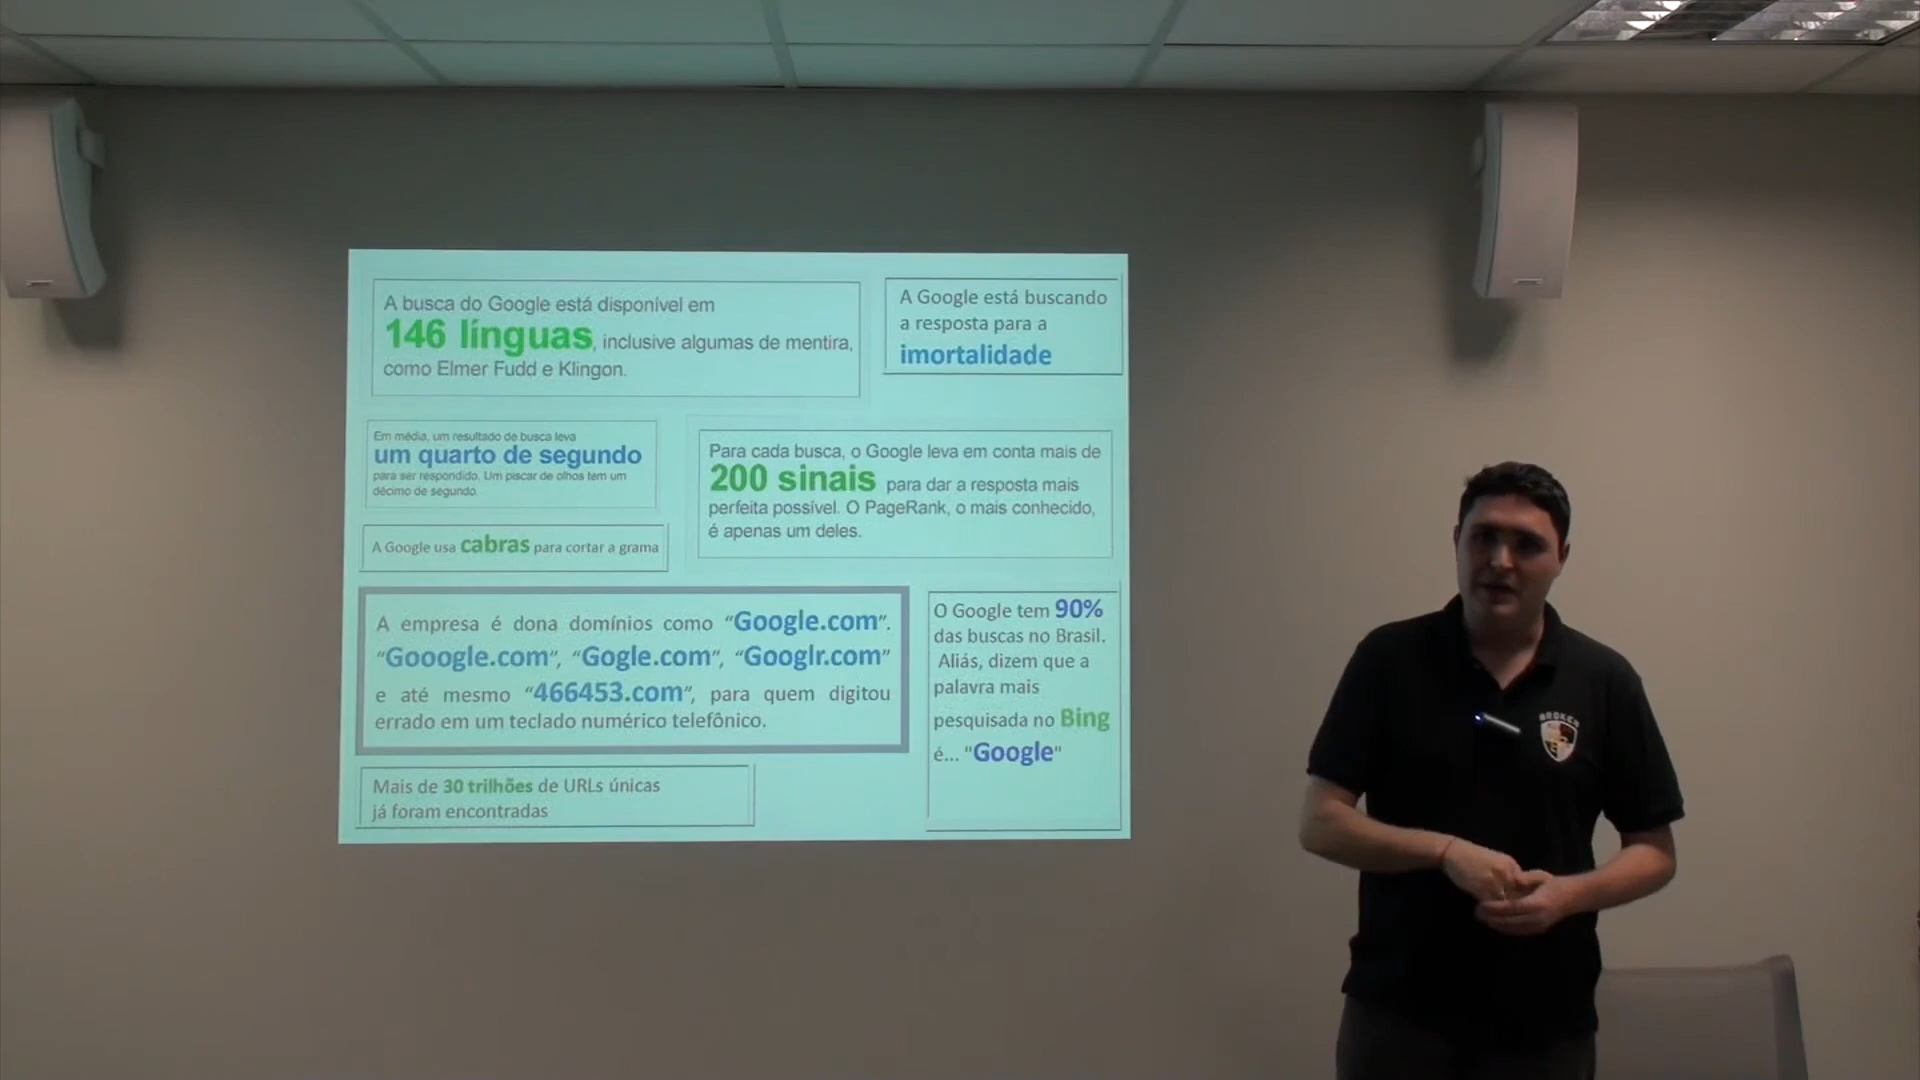 A busca do Google está disponível em
146 línguas, inclusive algumas de mentira,
como Elmer Fudd e Klingon.
A Google está buscando
a resposta para a
imortalidade
Em média, um resultado de busca leva
um quarto de segundo
para ser respondido. Um piscar de olhos tem um
décimo de segundo.
Para cada busca, o Google leva em conta mais de
200 sinais para dar a resposta mais
perfeita possível. O PageRank, o mais conhecido,
é apenas um deles.
A Google usa cabras para cortar a grama
A empresa é dona domínios como “Google.com”.
“Gooogle.com”, “Gogle.com”, “Googlr.com”
e até mesmo “466453.com”, para quem digitou
errado em um teclado numérico telefônico.
O Google tem 90%
das buscas no Brasil.
Aliás, dizem que a
palavra mais
pesquisada no Bing
é... "Google"
Mais de 30 trilhões de URLs únicas
já foram encontradas
BROKER